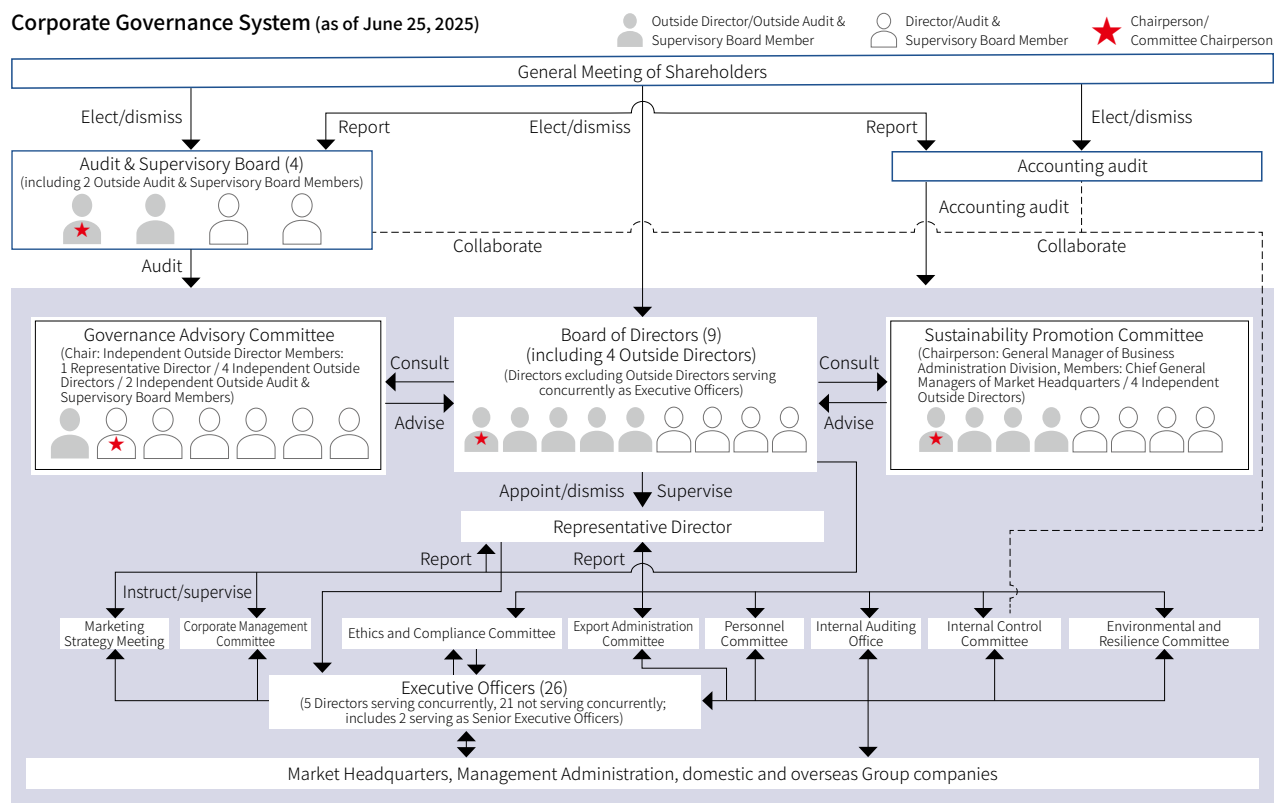 Corporate Governance System (as of June 25, 2025)
Outside Director/Outside Audit &
Supervisory Board Member
Director/Audit &
Supervisory Board Member
Chairperson/
Committee Chairperson
General Meeting of Shareholders
Elect/dismiss
Report
Elect/dismiss
Report
Elect/dismiss
Audit & Supervisory Board (4)
(including 2 Outside Audit & Supervisory Board Members)
Accounting audit
Accounting audit
Collaborate
Collaborate
Audit
Governance Advisory Committee
(Chair: Independent Outside Director Members:
1 Representative Director / 4 Independent Outside
Directors / 2 Independent Outside Audit &
Supervisory Board Members)
Consult
Advise
Board of Directors (9)
(including 4 Outside Directors)
(Directors excluding Outside Directors serving
concurrently as Executive Officers)
Consult
Advise
Sustainability Promotion Committee
(Chairperson: General Manager of Business
Administration Division, Members: Chief General
Managers of Market Headquarters / 4 Independent
Outside Directors)
Appoint/dismiss
Supervise
Representative Director
Report
Report
Instruct/supervise
Marketing
Strategy Meeting
Corporate Management
Committee
Ethics and Compliance Committee
Export Administration
Committee
Personnel
Committee
Internal Auditing
Office
Internal Control
Committee
Environmental and
Resilience Committee
Executive Officers (26)
(5 Directors serving concurrently, 21 not serving concurrently;
includes 2 serving as Senior Executive Officers)
Market Headquarters, Management Administration, domestic and overseas Group companies